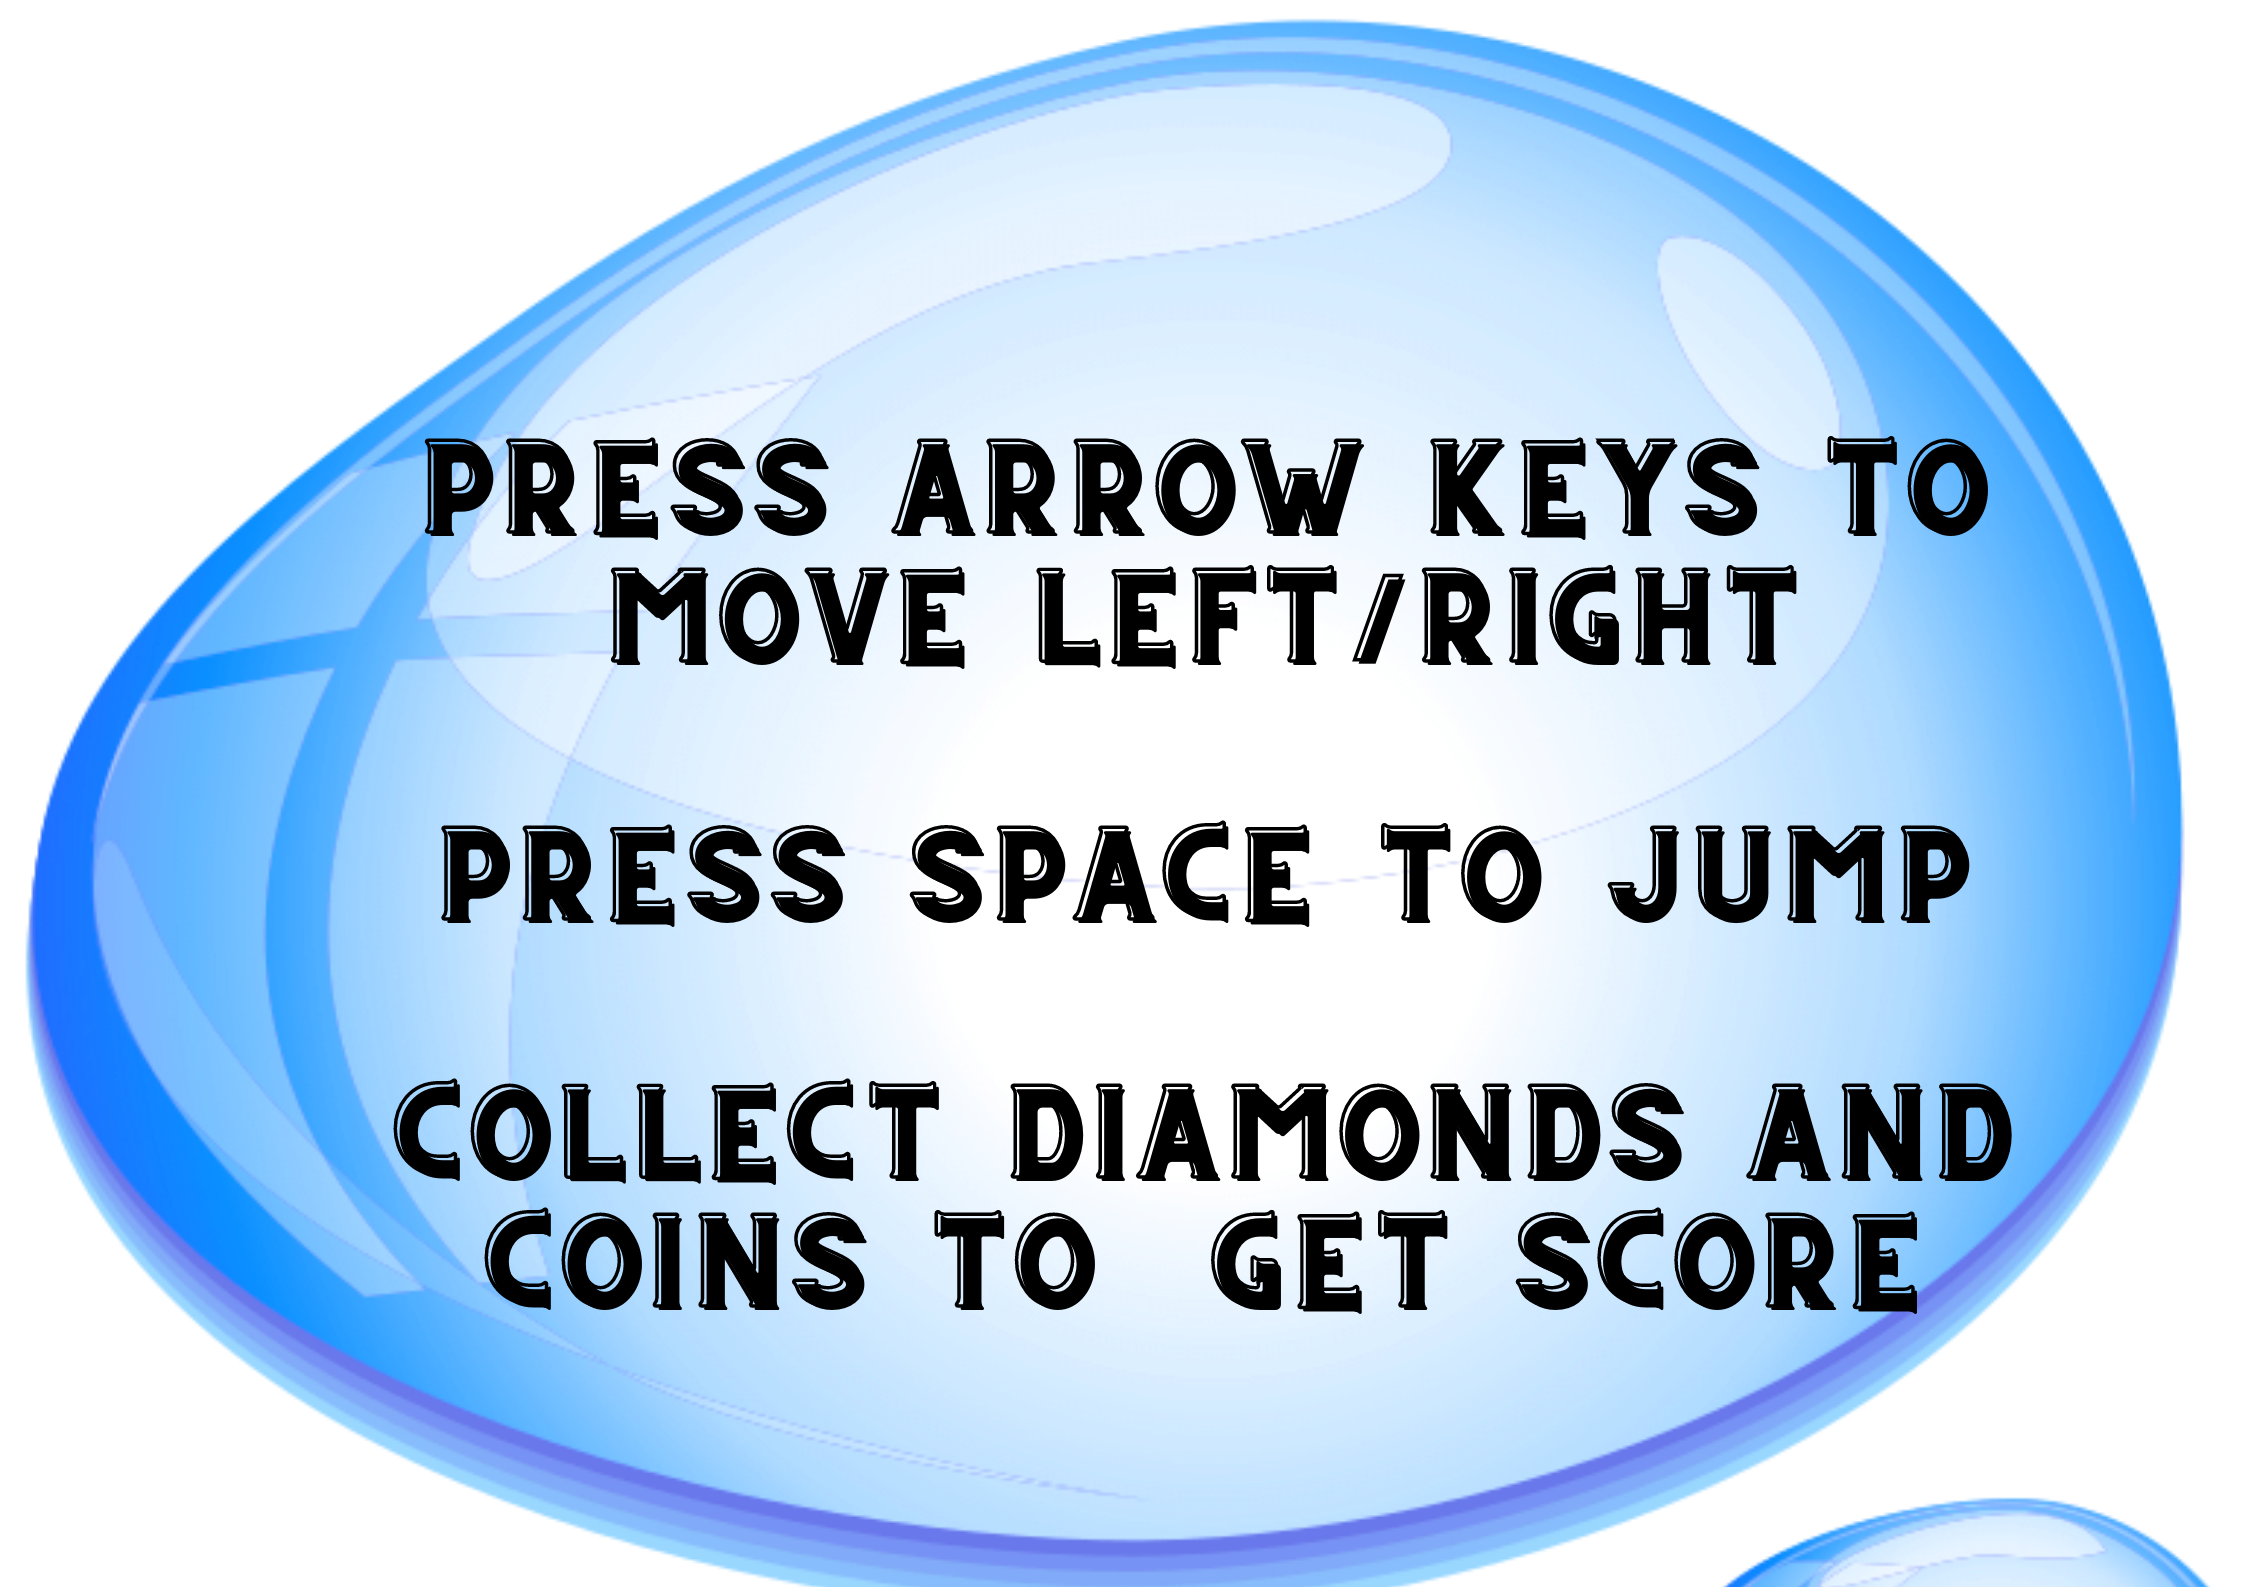 PRESS ARROW KEYS TO
MOVE LEFT/RIGHT
PRESS SPACE TO JUMP
COLLECT DIAMONDS AND
COINS TO GET SCORE